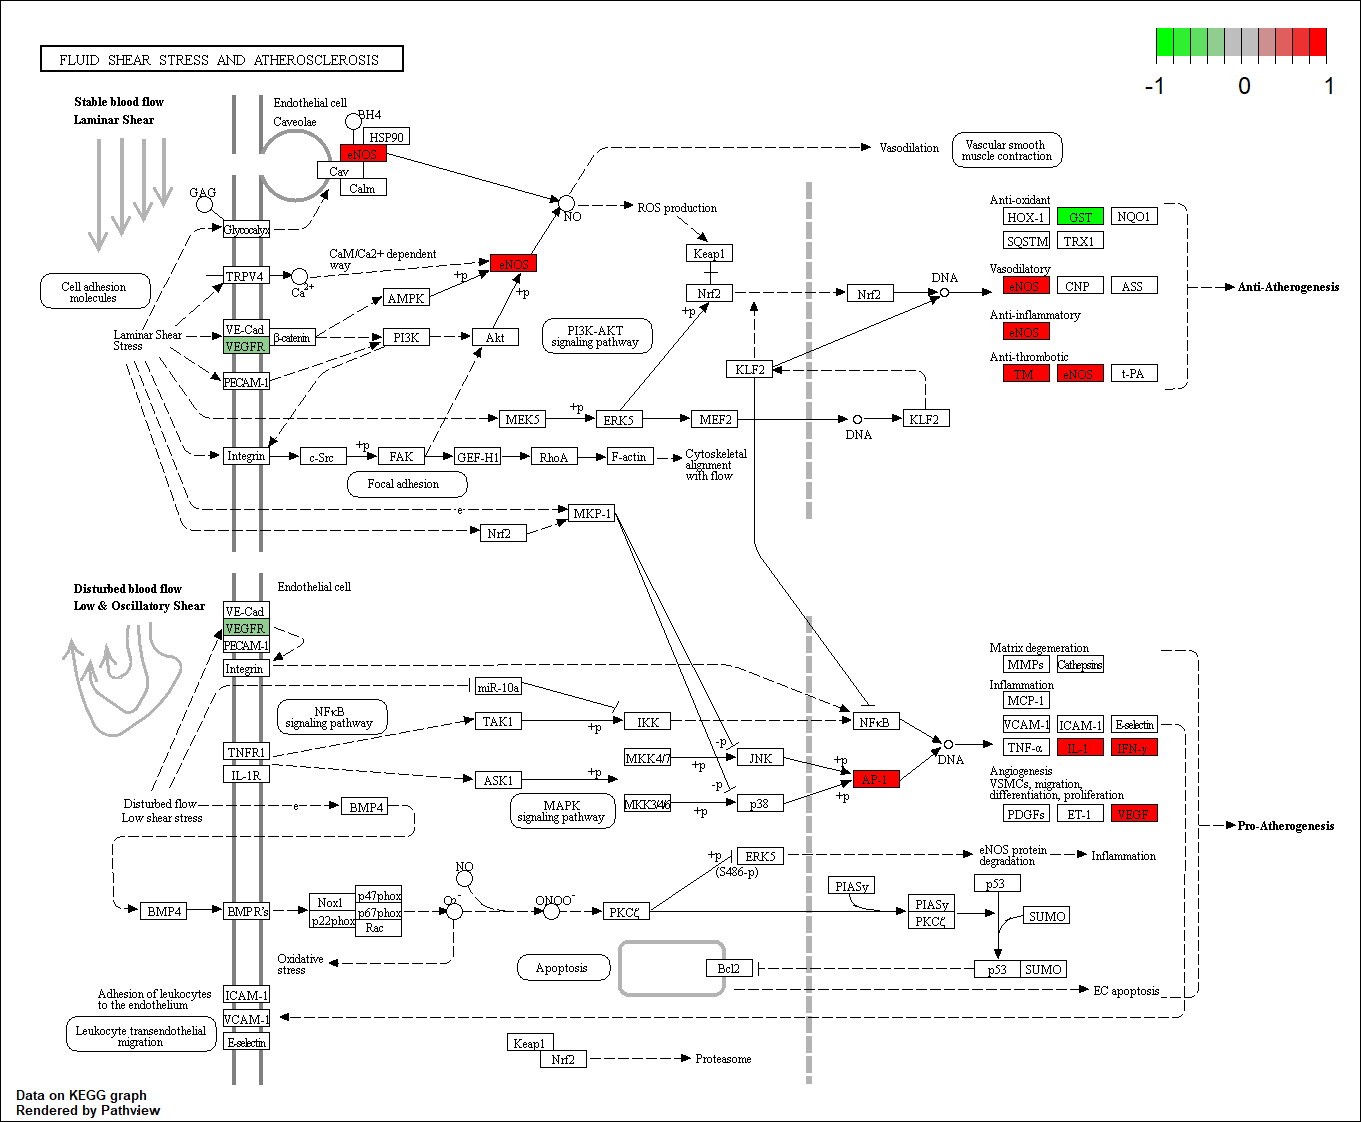 FLUID SHEAR STRESS AND ATHEROSCLEROSIS
-1 0 1
Stable blood flow
Laminar Shear
Endothelial cell
Caveolae
BH4
HSP90
eNOS
Cav
Calm
GAG
Glycocalyx
NO
Vasodilation
Vascular smooth
muscle contraction
ROS production
Keap1
Nrf2
+p
CaM/Ca2+ dependent
way
eNOS
+p
+p
TRPV4
Ca2+
Cell adhesion
molecules
AMPK
Laminar Shear
Stress
VE-Cad
VEGFR
β-catenin
PI3K
Akt
PI3K-AKT
signaling pathway
PECAM-1
KLF2
Nrf2
DNA
MEK5
+p
ERK5
MEF2
DNA
KLF2
Integrin
c-Src
+p
FAK
GEF-H1
RhoA
F-actin
Cytoskeletal
alignment
with flow
Focal adhesion
e
MKP-1
Nrf2
Anti-oxidant
HOX-1
GST
NQO1
SQSTM
TRX1
Vasodilatory
eNOS
CNP
ASS
Anti-inflammatory
eNOS
Anti-thrombotic
TM
eNOS
t-PA
Anti-Atherogenesis
Disturbed blood flow
Low & Oscillatory Shear
Endothelial cell
VE-Cad
VEGFR
PECAM-1
Integrin
miR-10a
NFκB
signaling pathway
TAK1
+p
IKK
NFκB
TNFR1
IL-1R
ASK1
+p
MKK4/7
+p
-p
JNK
+p
AP-1
+p
MAPK
signaling pathway
MKK3/4/6
+p
-p
p38
DNA
Matrix degeneration
MMPs
Cathepsins
Inflammation
MCP-1
VCAM-1
ICAM-1
E-selectin
TNF-α
IL-1
IFN-γ
Angiogenesis
VSMCs, migration,
differentiation, proliferation
PDGFs
ET-1
VEGF
Pro-Atherogenesis
Disturbed flow
Low shear stress
e
BMP4
BMP4
BMPR's
Nox1
p22phox
p47phox
p67phox
Rac
O2-
NO
ONOO-
PKCζ
+p
(S486-p)
ERK5
eNOS protein
degradation
Inflammation
PIASy
PIASy
PKCζ
p53
SUMO
p53
SUMO
Oxidative
stress
Apoptosis
Bcl2
EC apoptosis
Adhesion of leukocytes
to the endothelium
ICAM-1
VCAM-1
E-selectin
Leukocyte transendothelial
migration
Keap1
Nrf2
Proteasome
Data on KEGG graph
Rendered by Pathview